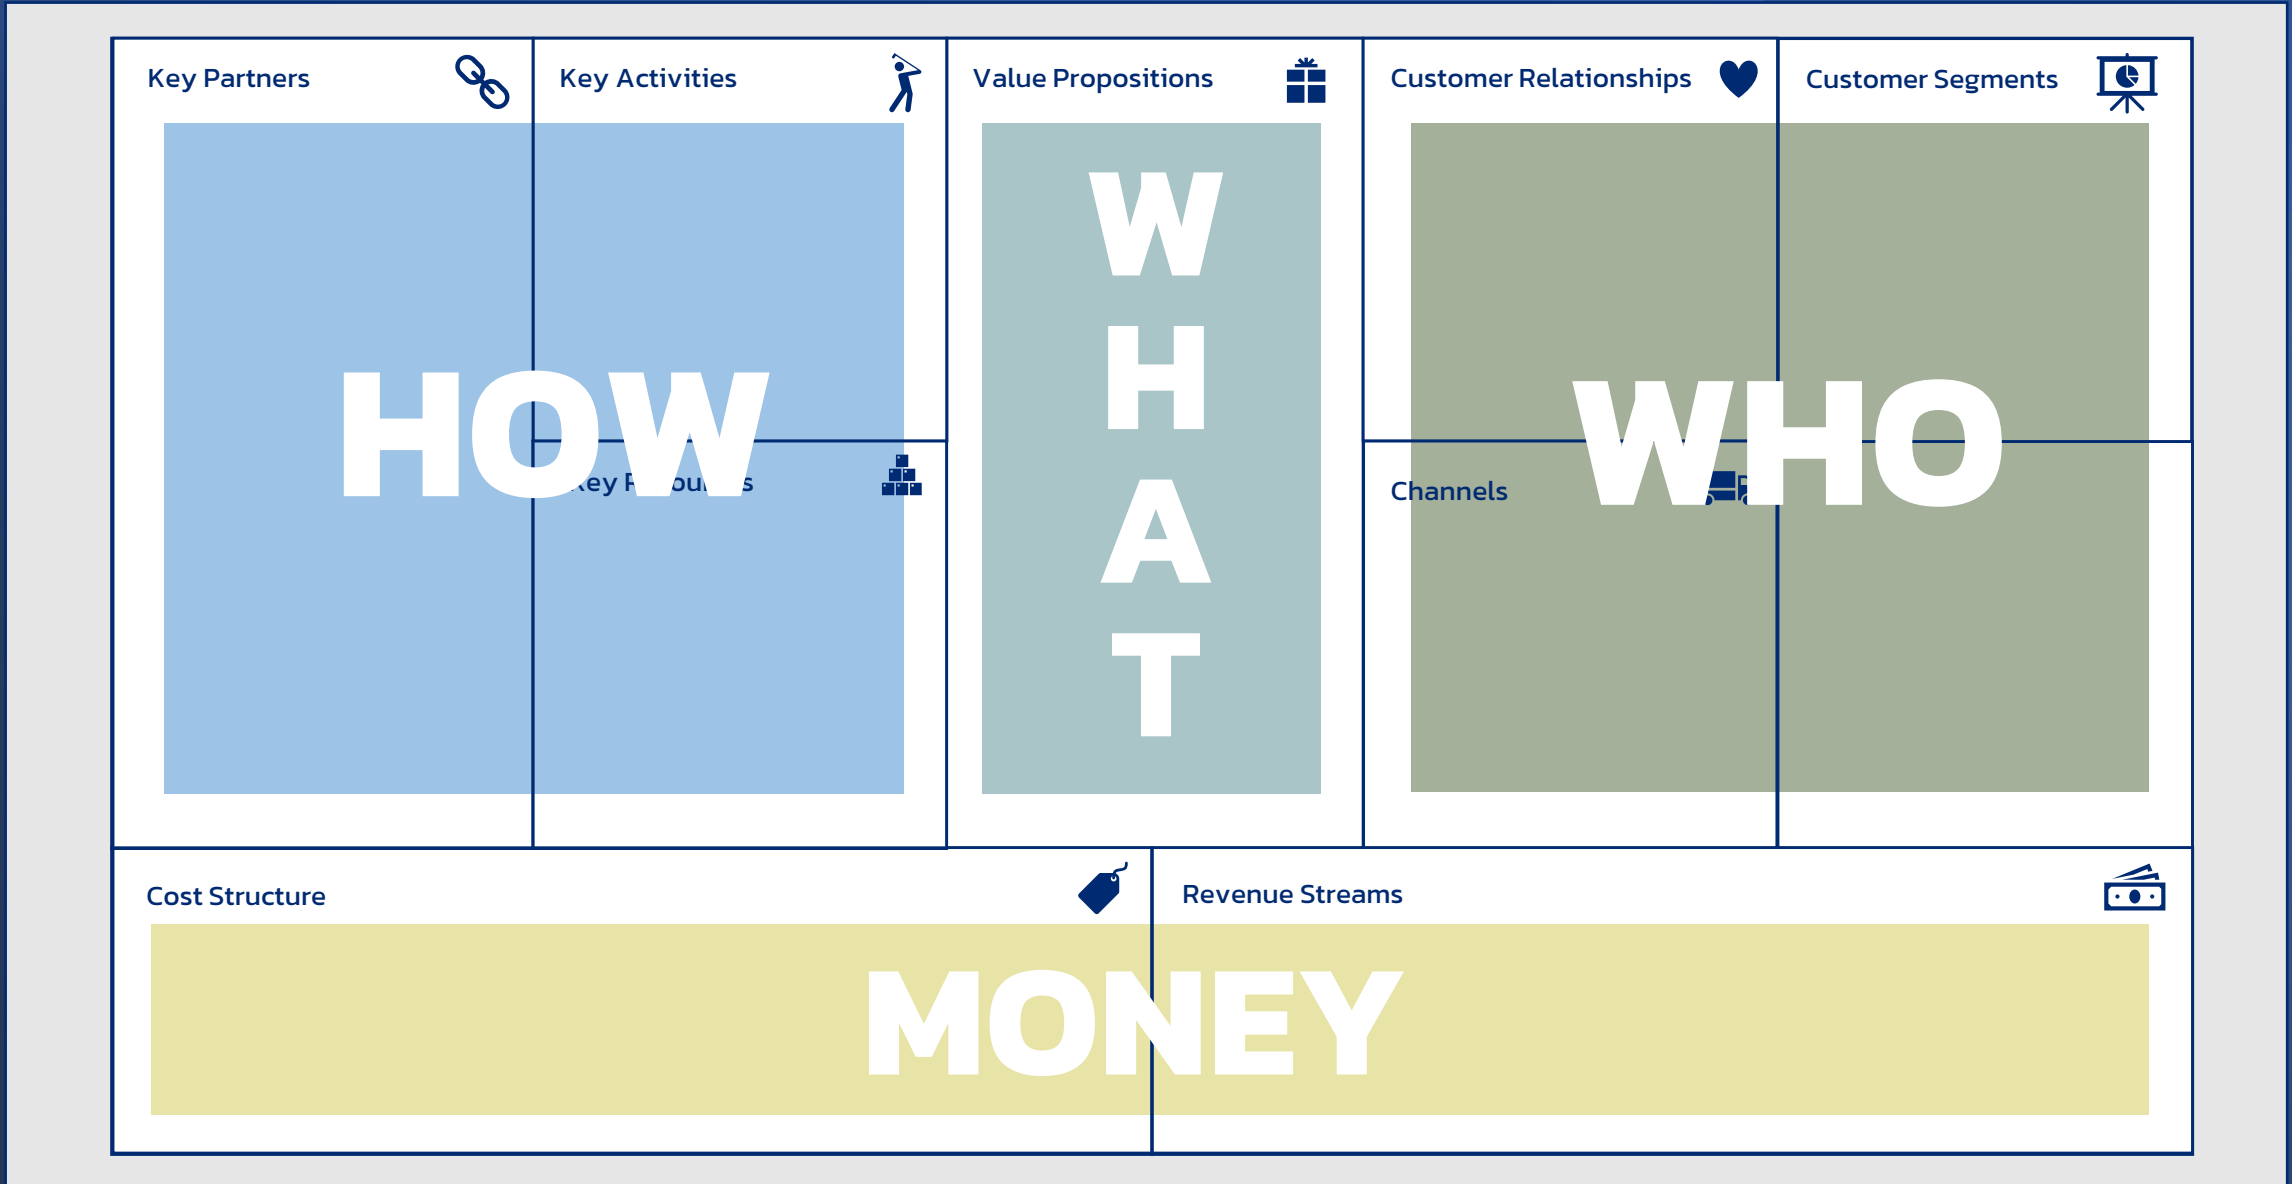 Key Partners
Key Activities
Value Propositions
Customer Relationships
Customer Segments
HOW
WHAT
WHO
Key
Channels
Cost Structure
Revenue Streams
MONEY